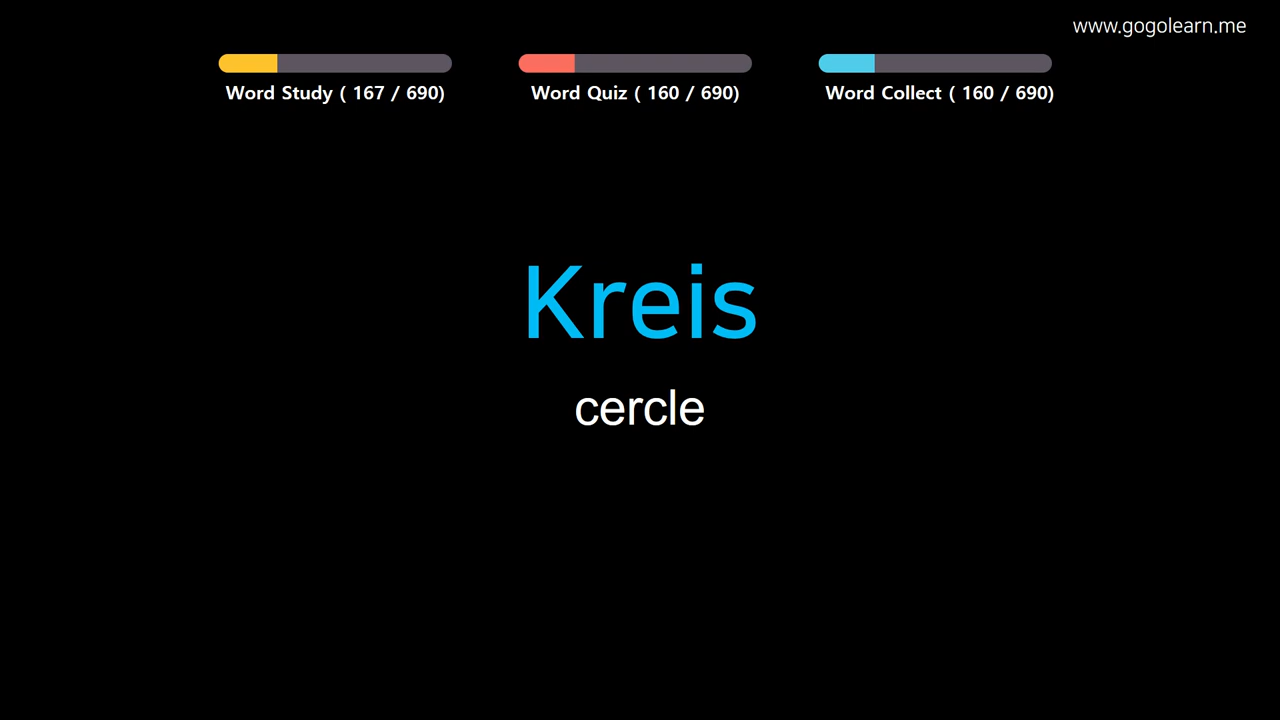 www.gogolearn.me
Word Study ( 167 / 690)
Word Quiz ( 160 / 690)
Word Collect ( 160 / 690)
Kreis
cercle